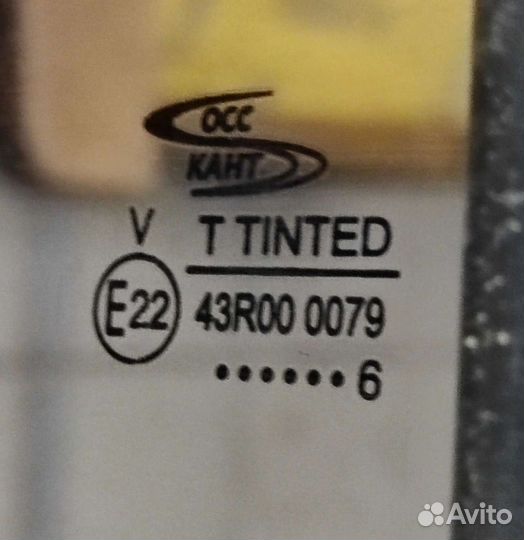 ОСС
КАНТ
V T TINTED
E22 43R00 0079
•••••• 6
Avito